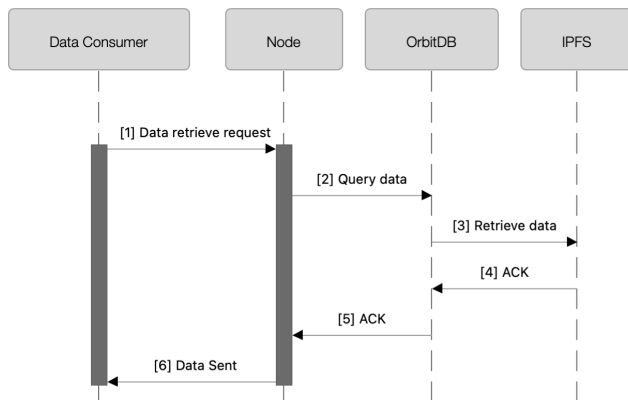 Data Consumer
Node
OrbitDB
IPFS
[1] Data retrieve request
[2] Query data
[3] Retrieve data
[4] ACK
[5] ACK
[6] Data Sent